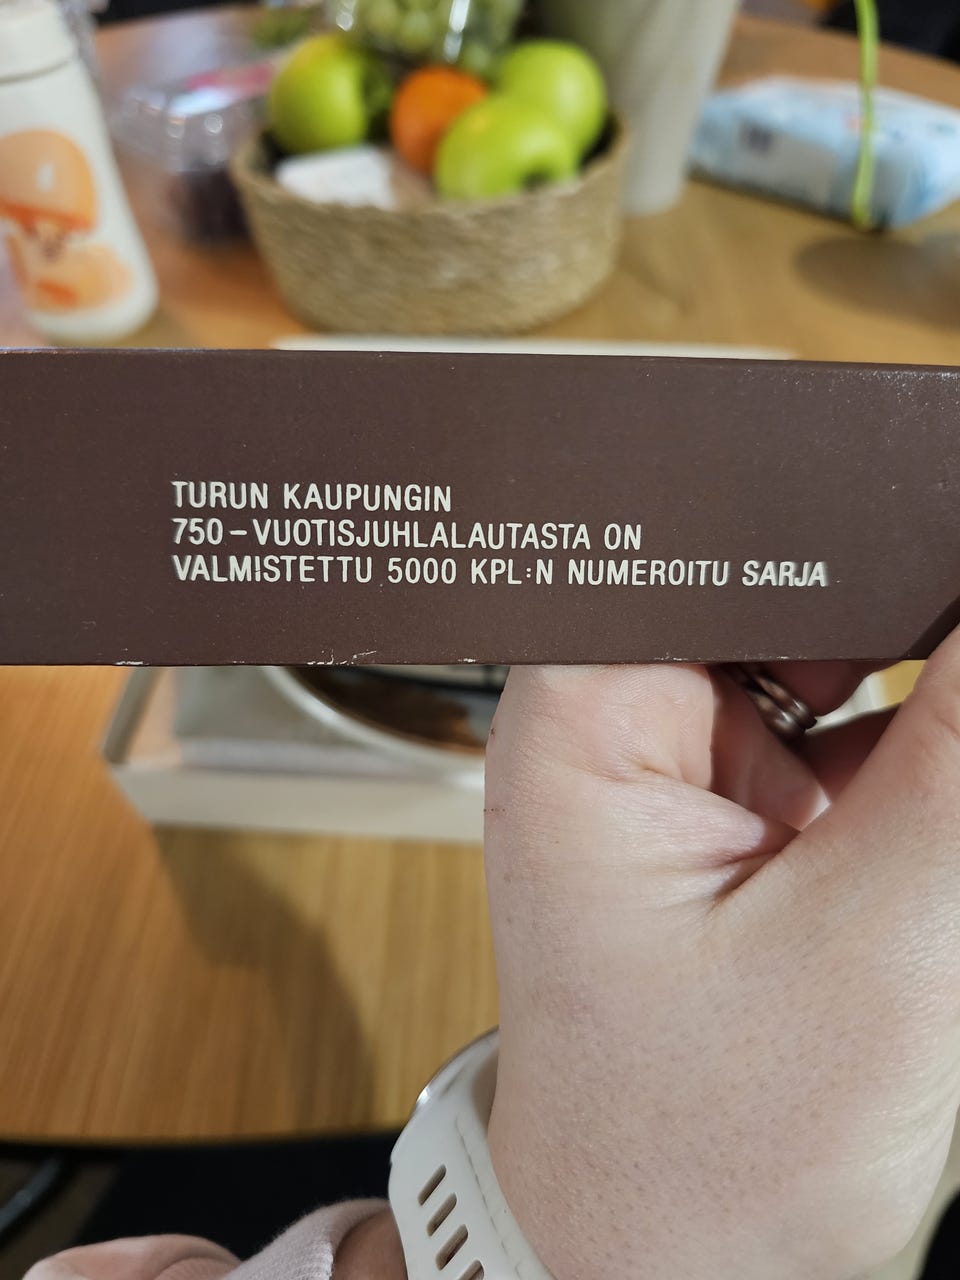 TURUN KAUPUNGIN
750-VUOTISJUHLALAUTASTA ON
VALMISTETTU 5000 KPL:N NUMEROITU SARJA